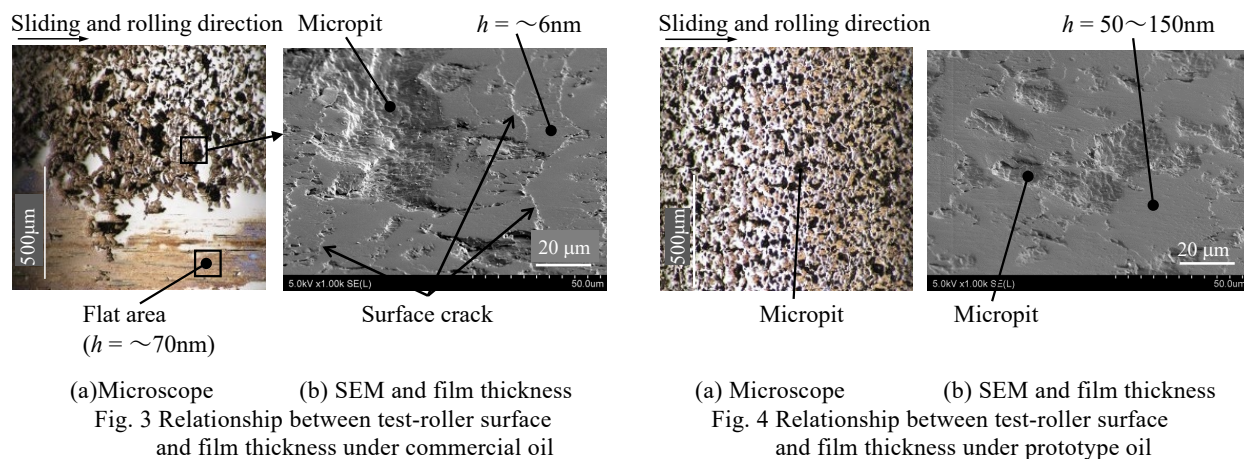 Sliding and rolling direction
Micropit
h = ～6nm
500μm
20 μm
5.0kV x1.00k SE(L)
50.0um
Flat area
(h = ～70nm)
Surface crack
(a)Microscope
(b) SEM and film thickness
Fig. 3 Relationship between test-roller surface
and film thickness under commercial oil
Sliding and rolling direction
h = 50～150nm
500μm
20 μm
5.0kV x1.00k SE(L)
50.0um
Micropit
Micropit
(a) Microscope
(b) SEM and film thickness
Fig. 4 Relationship between test-roller surface
and film thickness under prototype oil